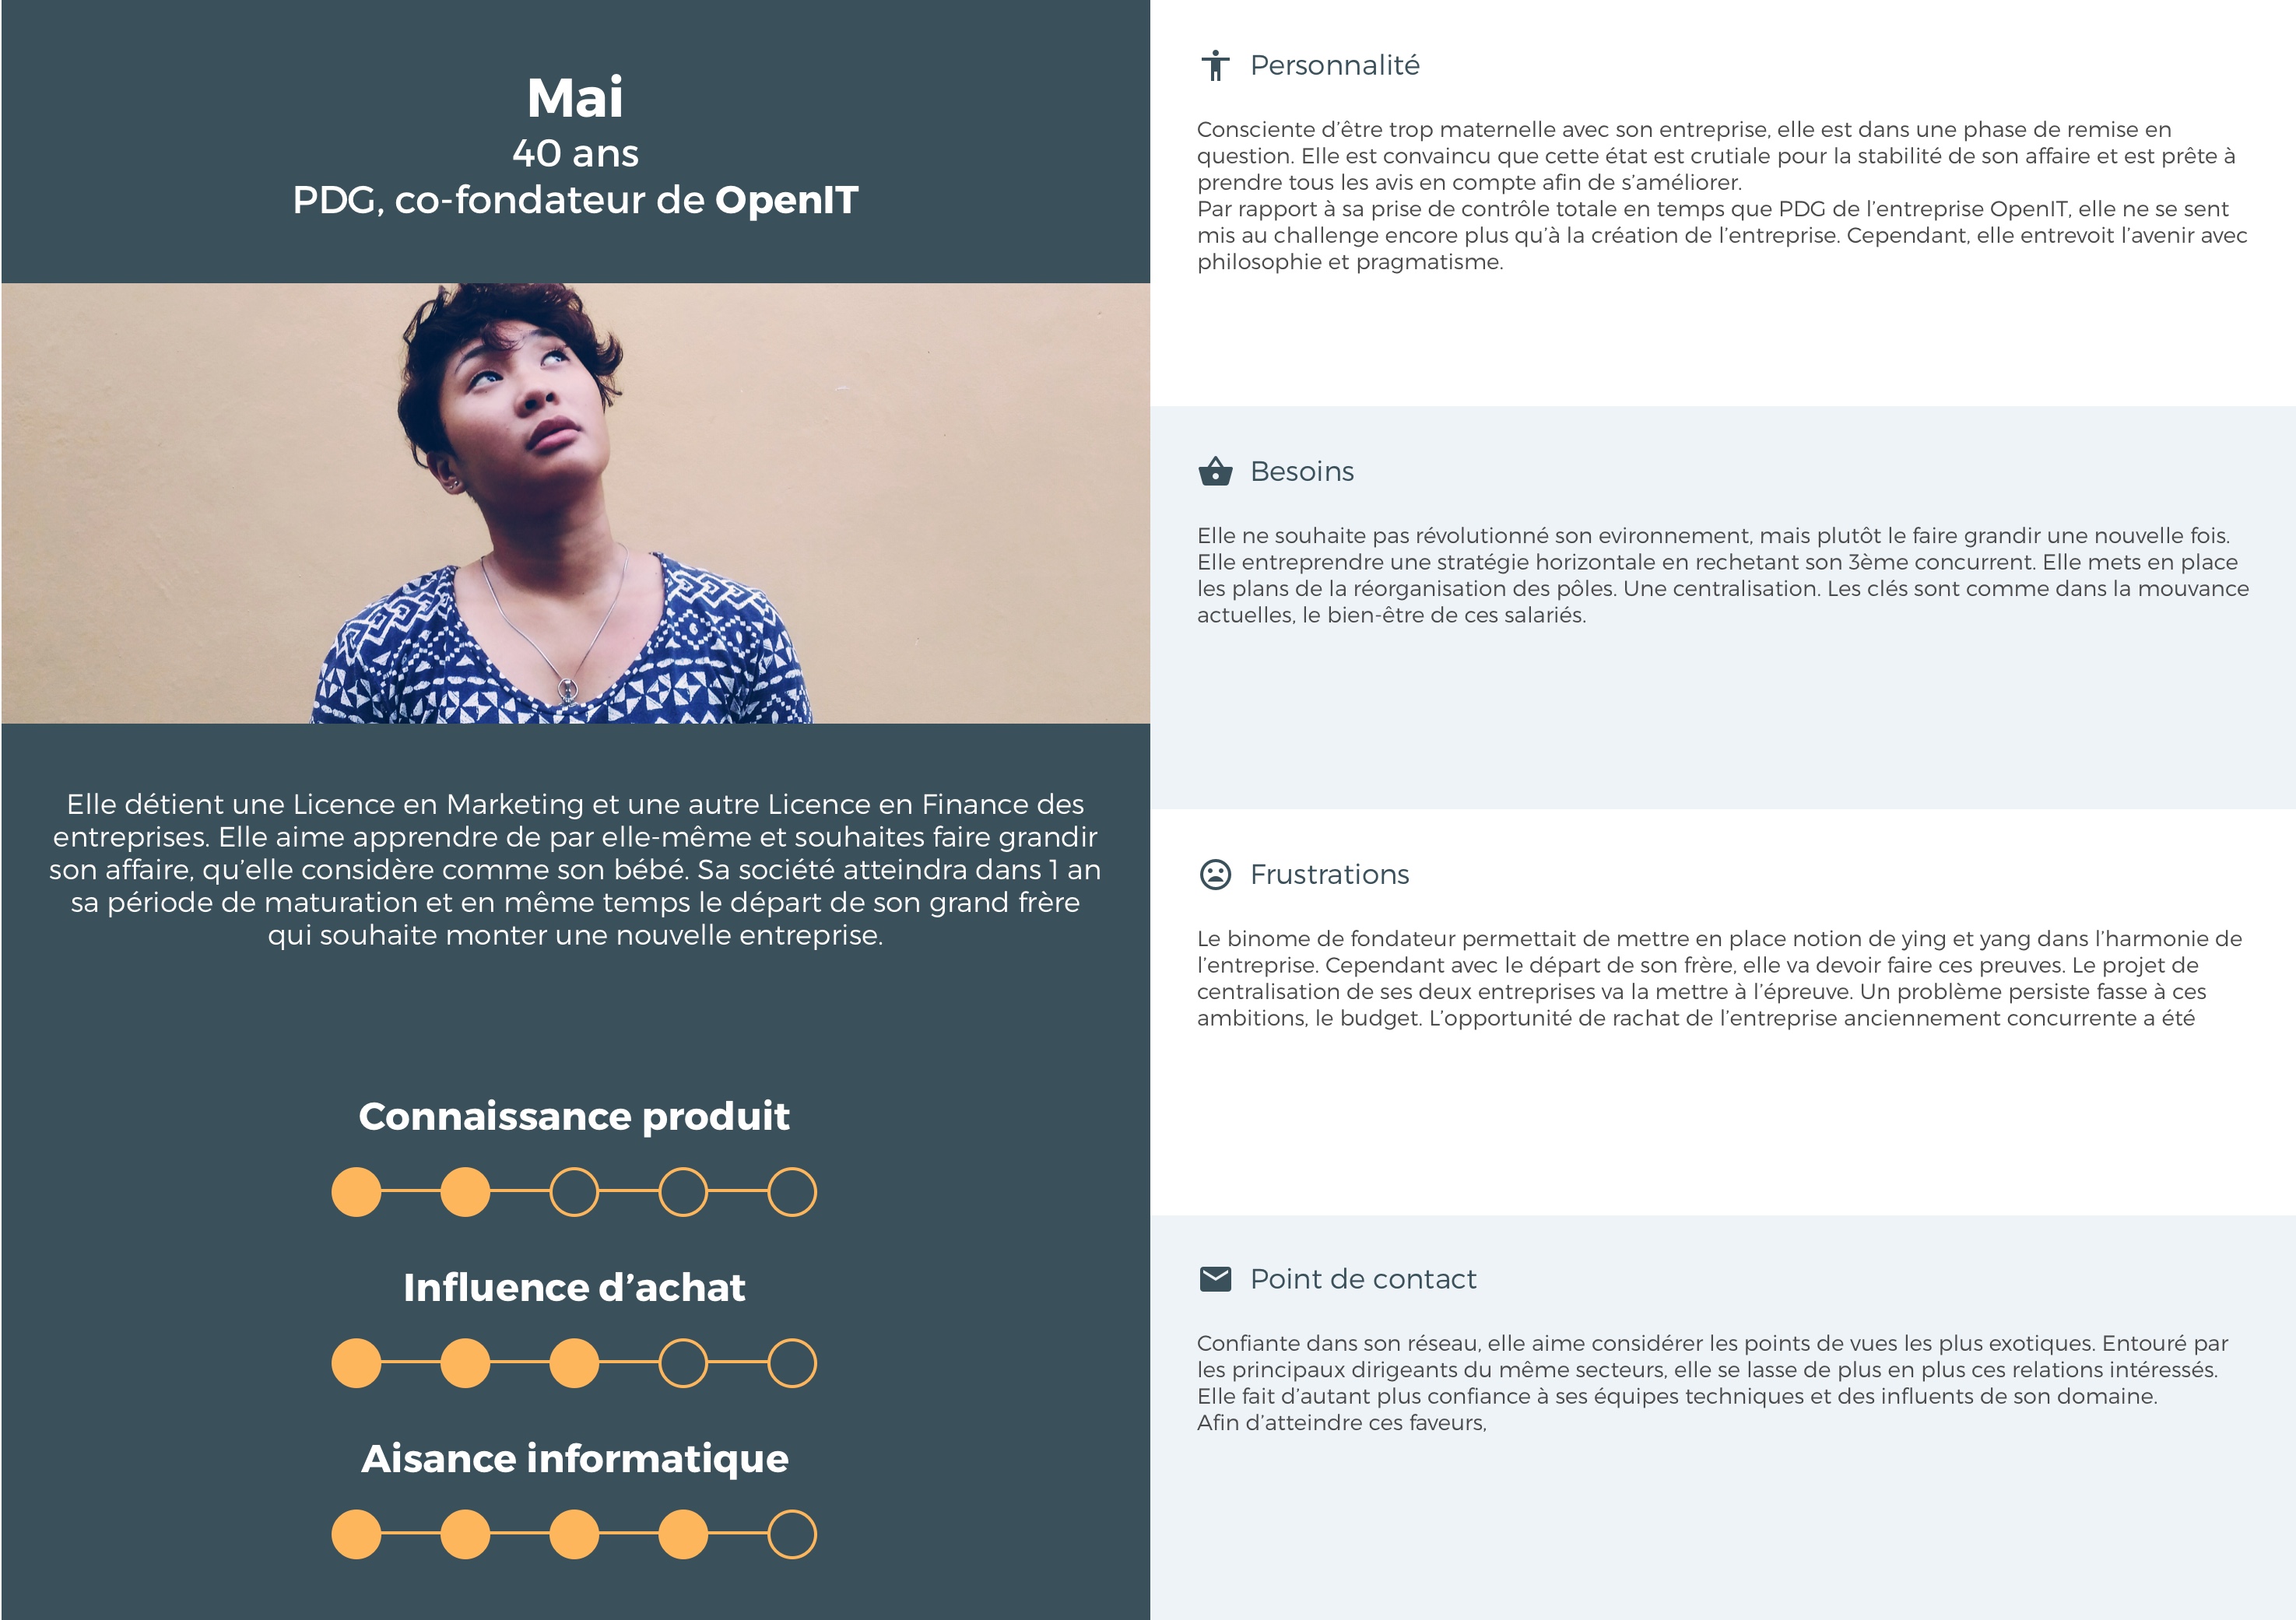 Mai
40 ans
PDG, co-fondateur de OpenIT
Elle détient une Licence en Marketing et une autre Licence en Finance des
entreprises. Elle aime apprendre de par elle-même et souhaites faire grandir
son affaire, qu’elle considère comme son bébé. Sa société atteindra dans 1 an
sa période de maturation et en même temps le départ de son grand frère
qui souhaite monter une nouvelle entreprise.
Connaissance produit
Influence d’achat
Aisance informatique
Personnalité
Consciente d’être trop maternelle avec son entreprise, elle est dans une phase de remise en
question. Elle est convaincu que cette état est crutiale pour la stabilité de son affaire et est prête à
prendre tous les avis en compte afin de s’améliorer.
Par rapport à sa prise de contrôle totale en temps que PDG de l’entreprise OpenIT, elle ne se sent
mis au challenge encore plus qu’à la création de l’entreprise. Cependant, elle entrevoit l’avenir avec
philosophie et pragmatisme.
Besoins
Elle ne souhaite pas révolutionné son evironnement, mais plutôt le faire grandir une nouvelle fois.
Elle entreprendre une stratégie horizontale en rechetant son 3ème concurrent. Elle mets en place
les plans de la réorganisation des pôles. Une centralisation. Les clés sont comme dans la mouvance
actuelles, le bien-être de ces salariés.
Frustrations
Le binome de fondateur permettait de mettre en place notion de ying et yang dans l’harmonie de
l’entreprise. Cependant avec le départ de son frère, elle va devoir faire ces preuves. Le projet de
centralisation de ses deux entreprises va la mettre à l’épreuve. Un problème persiste fasse à ces
ambitions, le budget. L’opportunité de rachat de l’entreprise anciennement concurrente a été
Point de contact
Confiante dans son réseau, elle aime considérer les points de vues les plus exotiques. Entouré par
les principaux dirigeants du même secteurs, elle se lasse de plus en plus ces relations intéressés.
Elle fait d’autant plus confiance à ses équipes techniques et des influents de son domaine.
Afin d’atteindre ces faveurs,